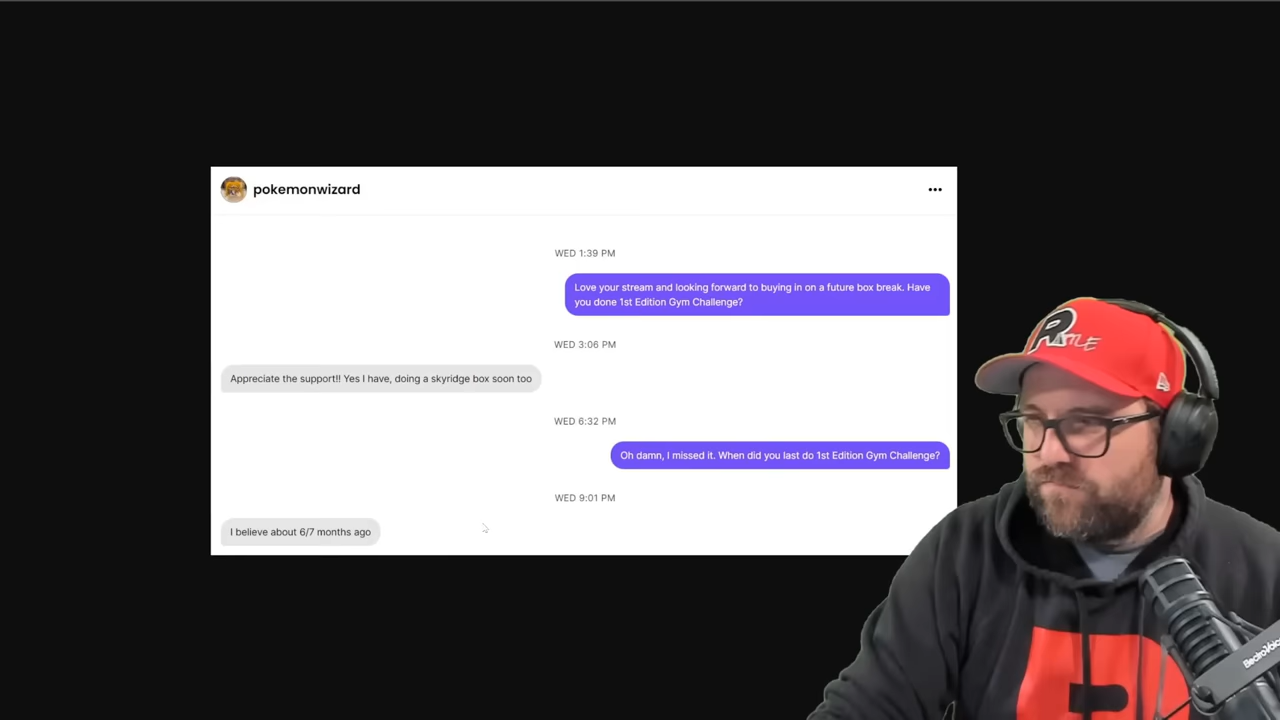 pokemonwizard
WED 1:39 PM
Love your stream and looking forward to buying in on a future box break. Have
you done 1st Edition Gym Challenge?
WED 3:06 PM
Appreciate the support!! Yes I have, doing a skyridge box soon too
WED 6:32 PM
Oh damn, I missed it. When did you last do 1st Edition Gym Challenge?
WED 9:01 PM
I believe about 6/7 months ago